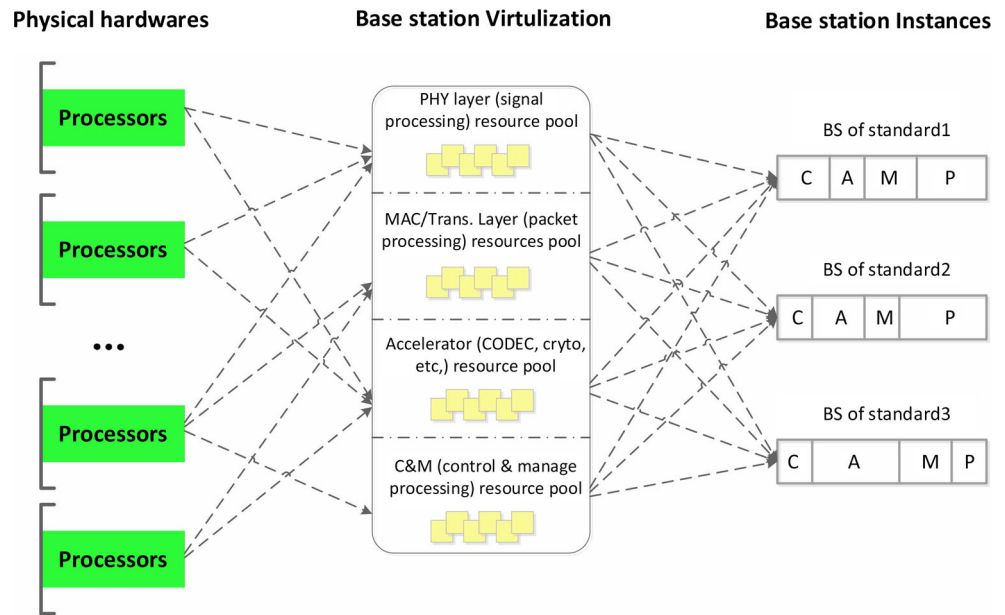 Physical hardwares
Base station Virtulization
Base station Instances
Processors
Processors
...
Processors
Processors
PHY layer (signal
processing) resource pool
MAC/Trans. Layer (packet
processing) resources pool
Accelerator (CODEC, cryto,
etc,) resource pool
C&M (control & manage
processing) resource pool
BS of standard1
C A M P
BS of standard2
C A M P
BS of standard3
C A M P